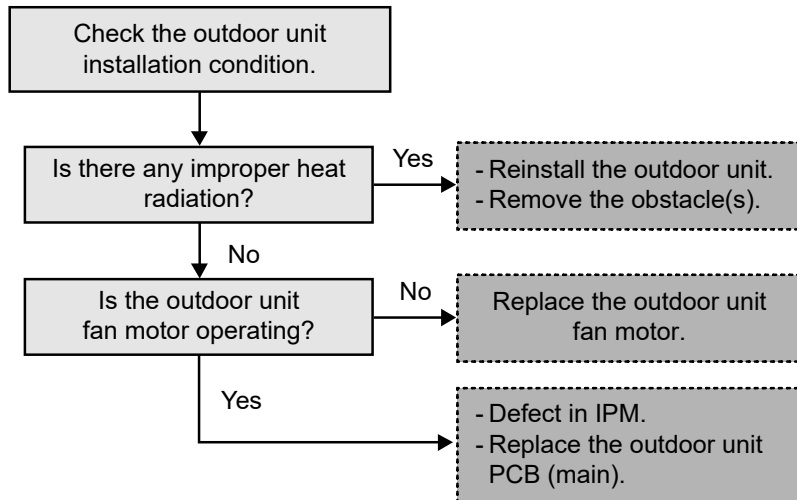 Check the outdoor unit
installation condition.
Is there any improper heat
radiation?
Yes
- Reinstall the outdoor unit.
- Remove the obstacle(s).
No
Is the outdoor unit
fan motor operating?
No
Replace the outdoor unit
fan motor.
Yes
- Defect in IPM.
- Replace the outdoor unit
PCB (main).